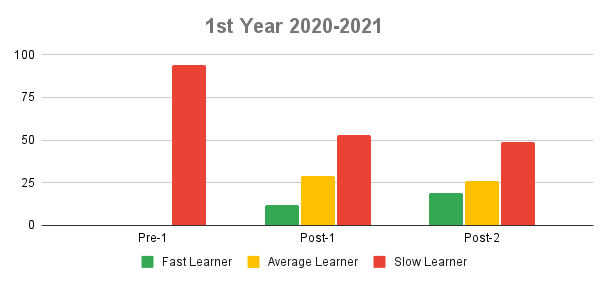 1st Year 2020-2021
100
75
50
25
0
Pre-1 Post-1 Post-2
Fast Learner Average Learner Slow Learner